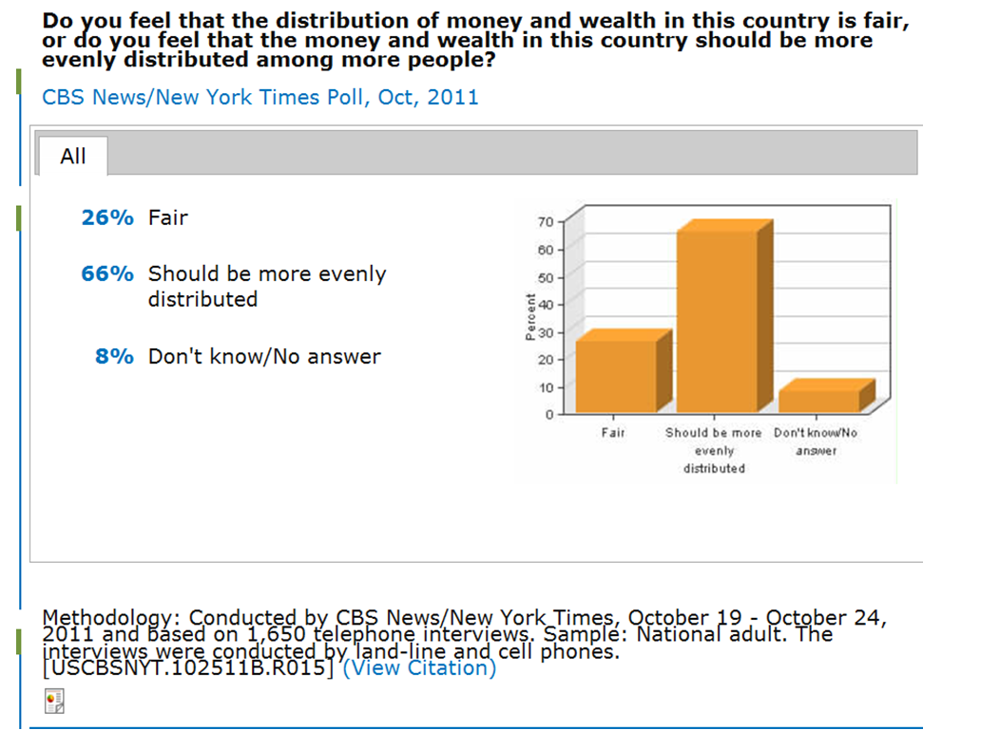 Do you feel that the distribution of money and wealth in this country is fair,
or do you feel that the money and wealth in this country should be more
evenly distributed among more people?
CBS News/New York Times Poll, Oct, 2011
All
26% Fair
66% Should be more evenly
distributed
8% Don't know/No answer
Percent
70
60
50
40
30
20
10
0
Fair
Should be more
evenly
distributed
Don't know/No
answer
Methodology: Conducted by CBS News/New York Times, October 19 - October 24,
2011 and based on 1,650 telephone interviews. Sample: National adult. The
interviews were conducted by land-line and cell phones.
[USCBSNYT.102511B.R015] (View Citation)